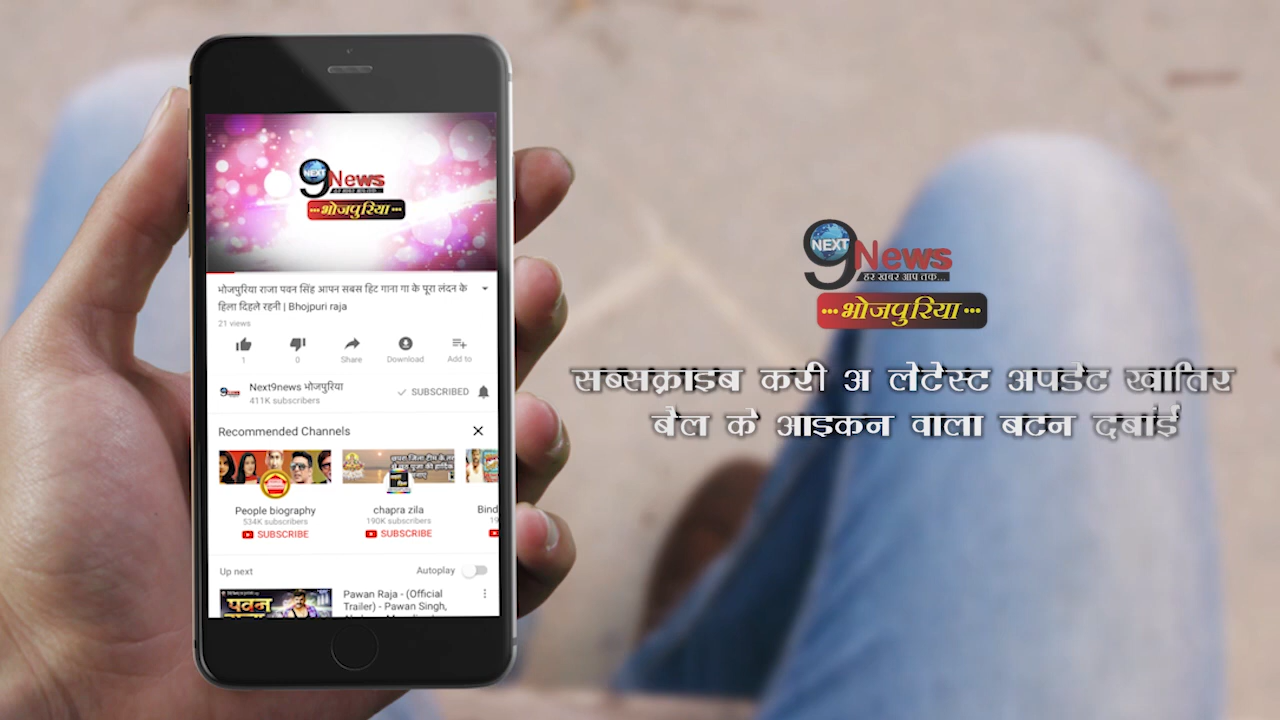 NEXT
9 News
हर खबर आप तक...
भोजपुरिया
भोजपुरिया राजा पवन सिंह आपन सबस हिट गाना गा के पूरा लंदन के
हिला दिहले रहनी | Bhojpuri raja
21 views
1
0
Share
Download
Add to
Next9news भोजपुरिया
411K subscribers
SUBSCRIBED
Recommended Channels
People biography
534K subscribers
SUBSCRIBE
chapra zila
190K subscribers
SUBSCRIBE
Bind
19
Up next
Autoplay
पवन
Pawan Raja - (Official
Trailer) - Pawan Singh,
NEXT
9 News
हर खबर आप तक...
भोजपुरिया
सब्सक्राइब करी अ लेटेस्ट अपडेट खातिर
बैल के आइकन वाला बटन दबाई